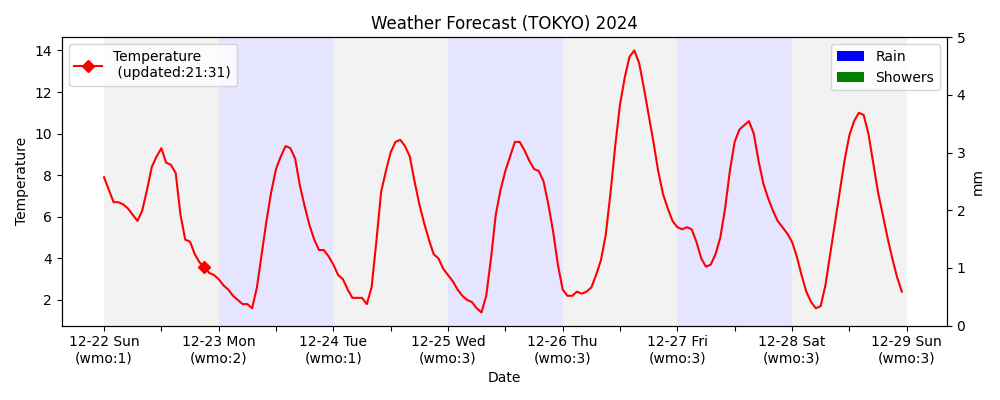 Weather Forecast (TOKYO) 2024
Temperature
(updated:21:31)
Rain
Showers
Temperature
14
12
10
8
6
4
2
5
4
3
2
1
0
mm
12-22 Sun
(wmo:1)
12-23 Mon
(wmo:2)
12-24 Tue
(wmo:1)
12-25 Wed
(wmo:3)
12-26 Thu
(wmo:3)
12-27 Fri
(wmo:3)
12-28 Sat
(wmo:3)
12-29 Sun
(wmo:3)
Date